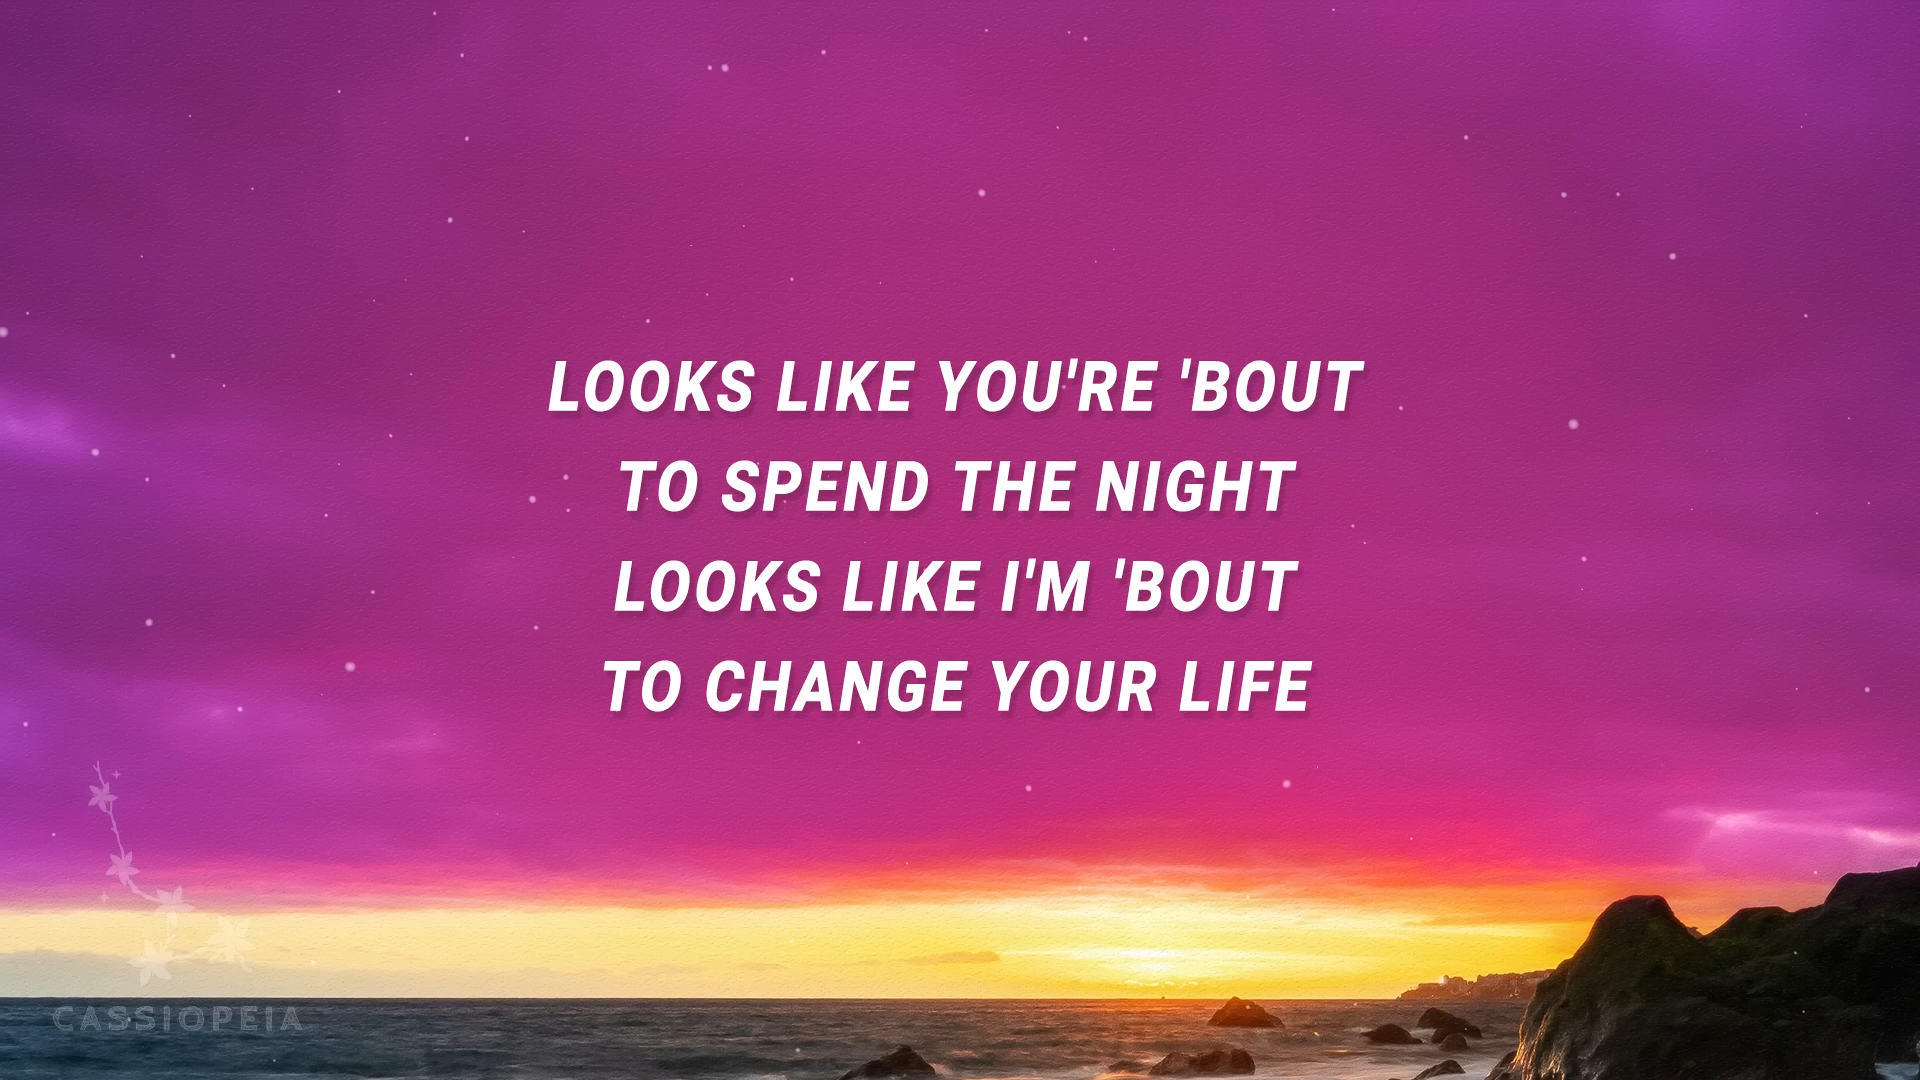 LOOKS LIKE YOU'RE 'BOUT
TO SPEND THE NIGHT
LOOKS LIKE I'M 'BOUT
TO CHANGE YOUR LIFE
CASSIOPEIA